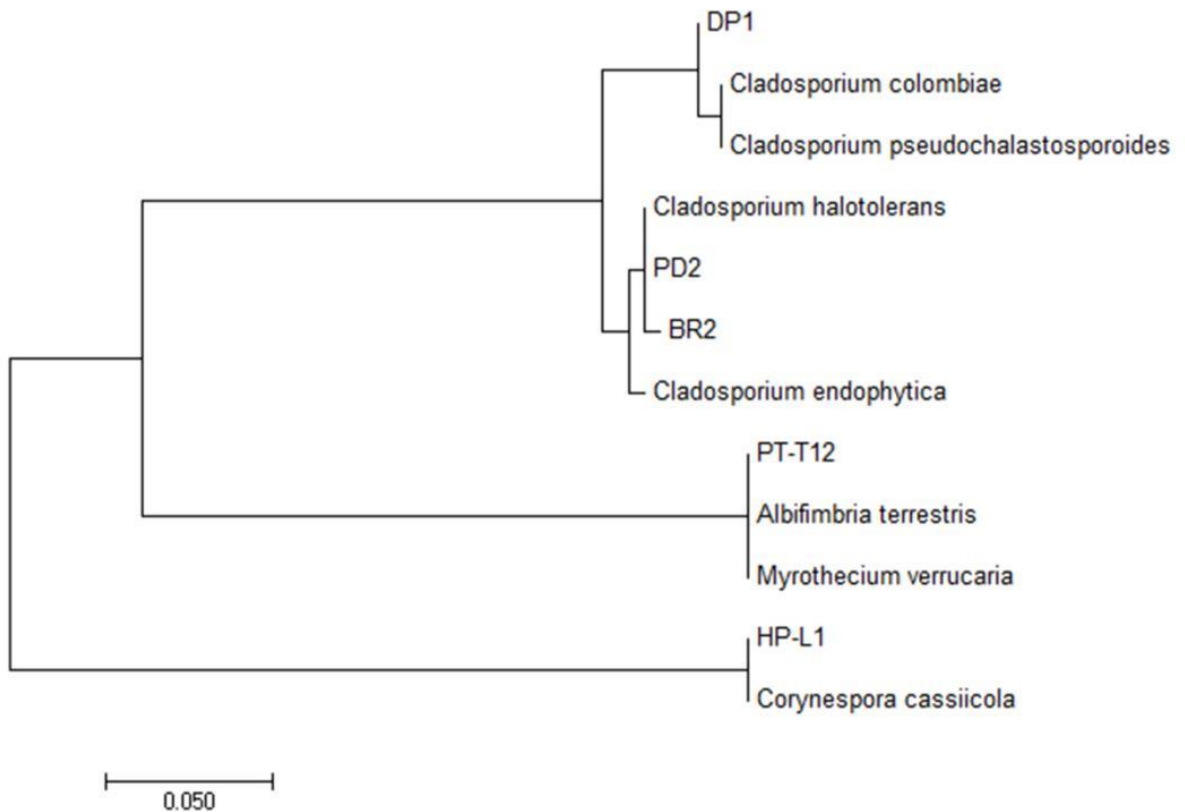 DP1
Cladosporium colombiae
Cladosporium pseudochalastosporoides
Cladosporium halotolerans
PD2
BR2
Cladosporium endophytica
PT-T12
Albifimbria terrestris
Myrothecium verrucaria
HP-L1
Corynespora cassiicola
0.050